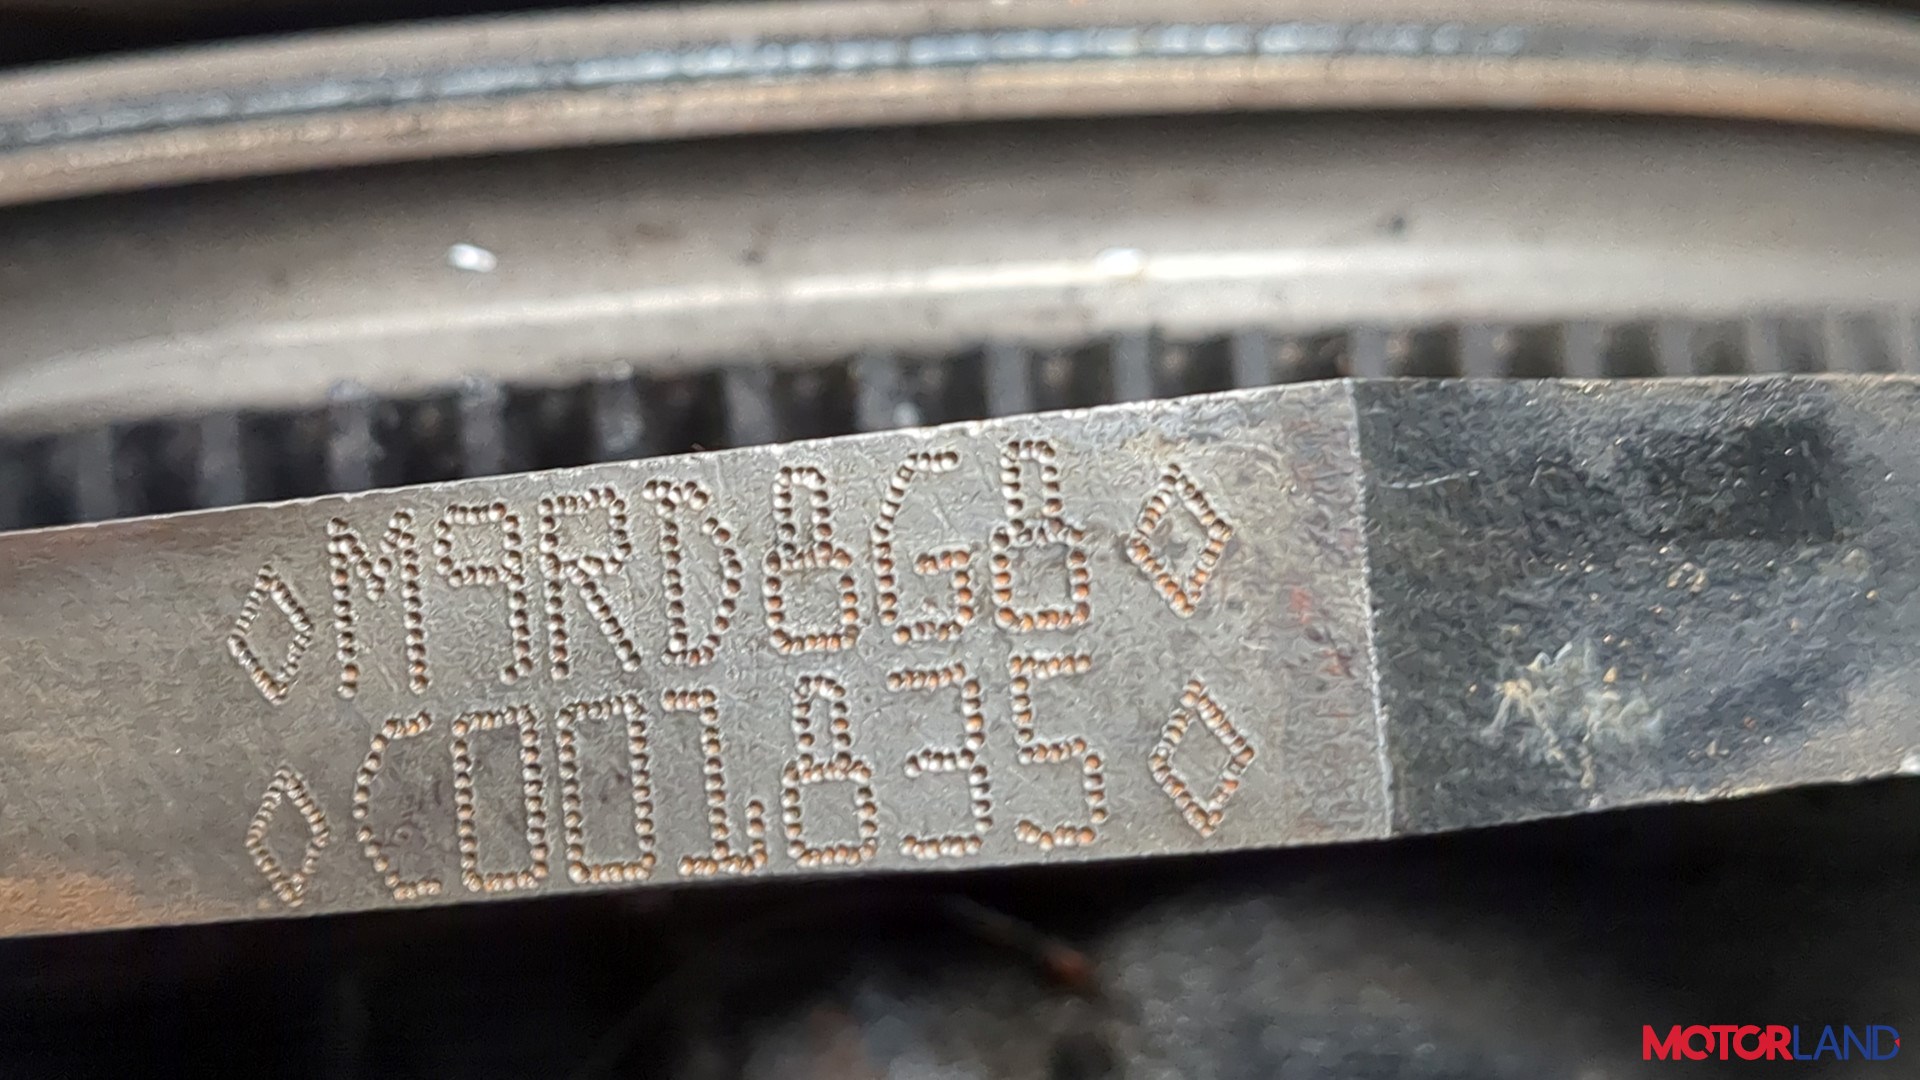 ◇M9RD8G8◇
◇C001835◇
MOTORLAND